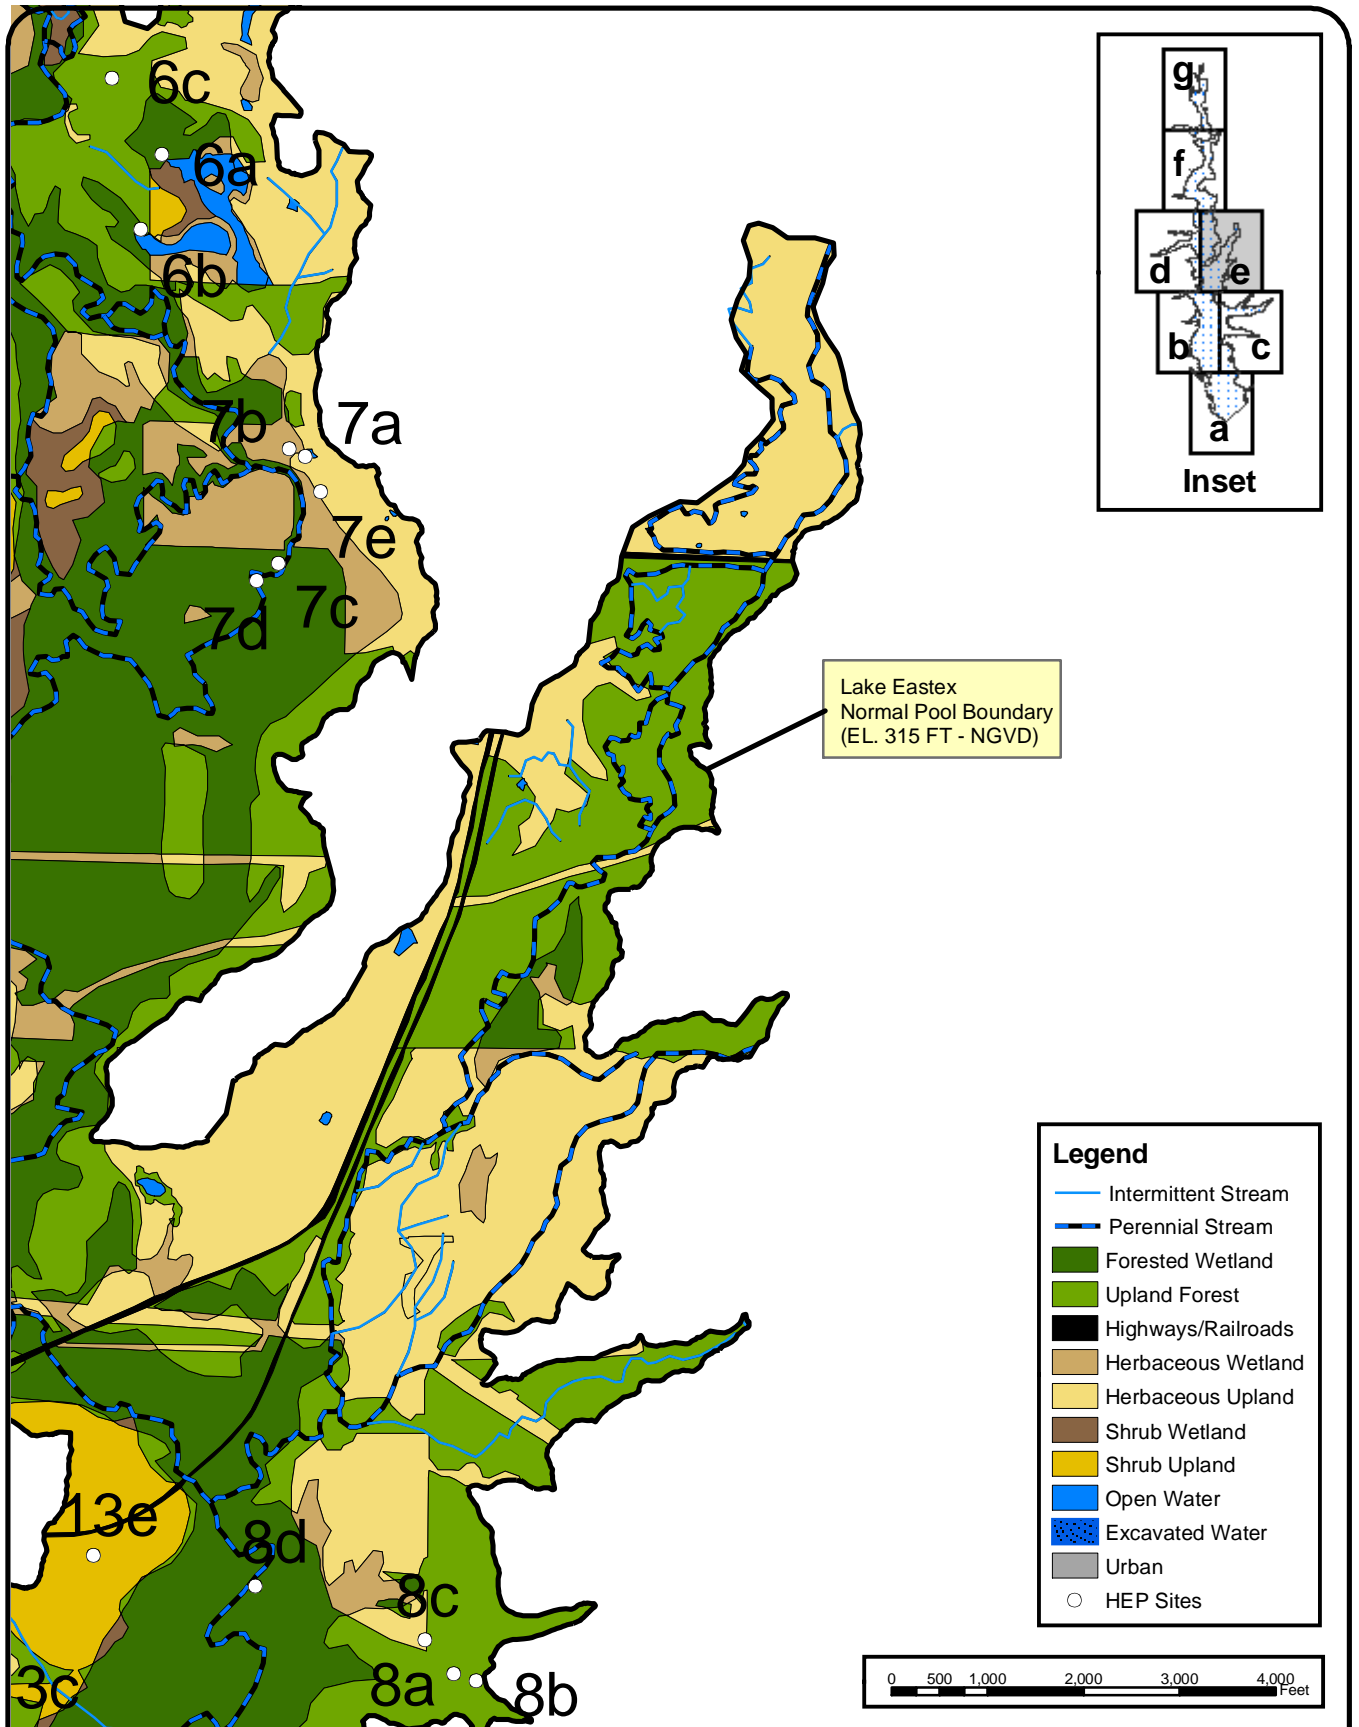 6c
6a
6b
7b
7a
7e
7c
7d
13e
8d
8c
3c
8a
8b
g
f
d
e
b
c
a
Inset
Lake Eastex
Normal Pool Boundary
(EL. 315 FT - NGVD)
Legend
Intermittent Stream
Perennial Stream
Forested Wetland
Upland Forest
Highways/Railroads
Herbaceous Wetland
Herbaceous Upland
Shrub Wetland
Shrub Upland
Open Water
Excavated Water
Urban
HEP Sites
0 500 1,000 2,000 3,000 4,000
Feet